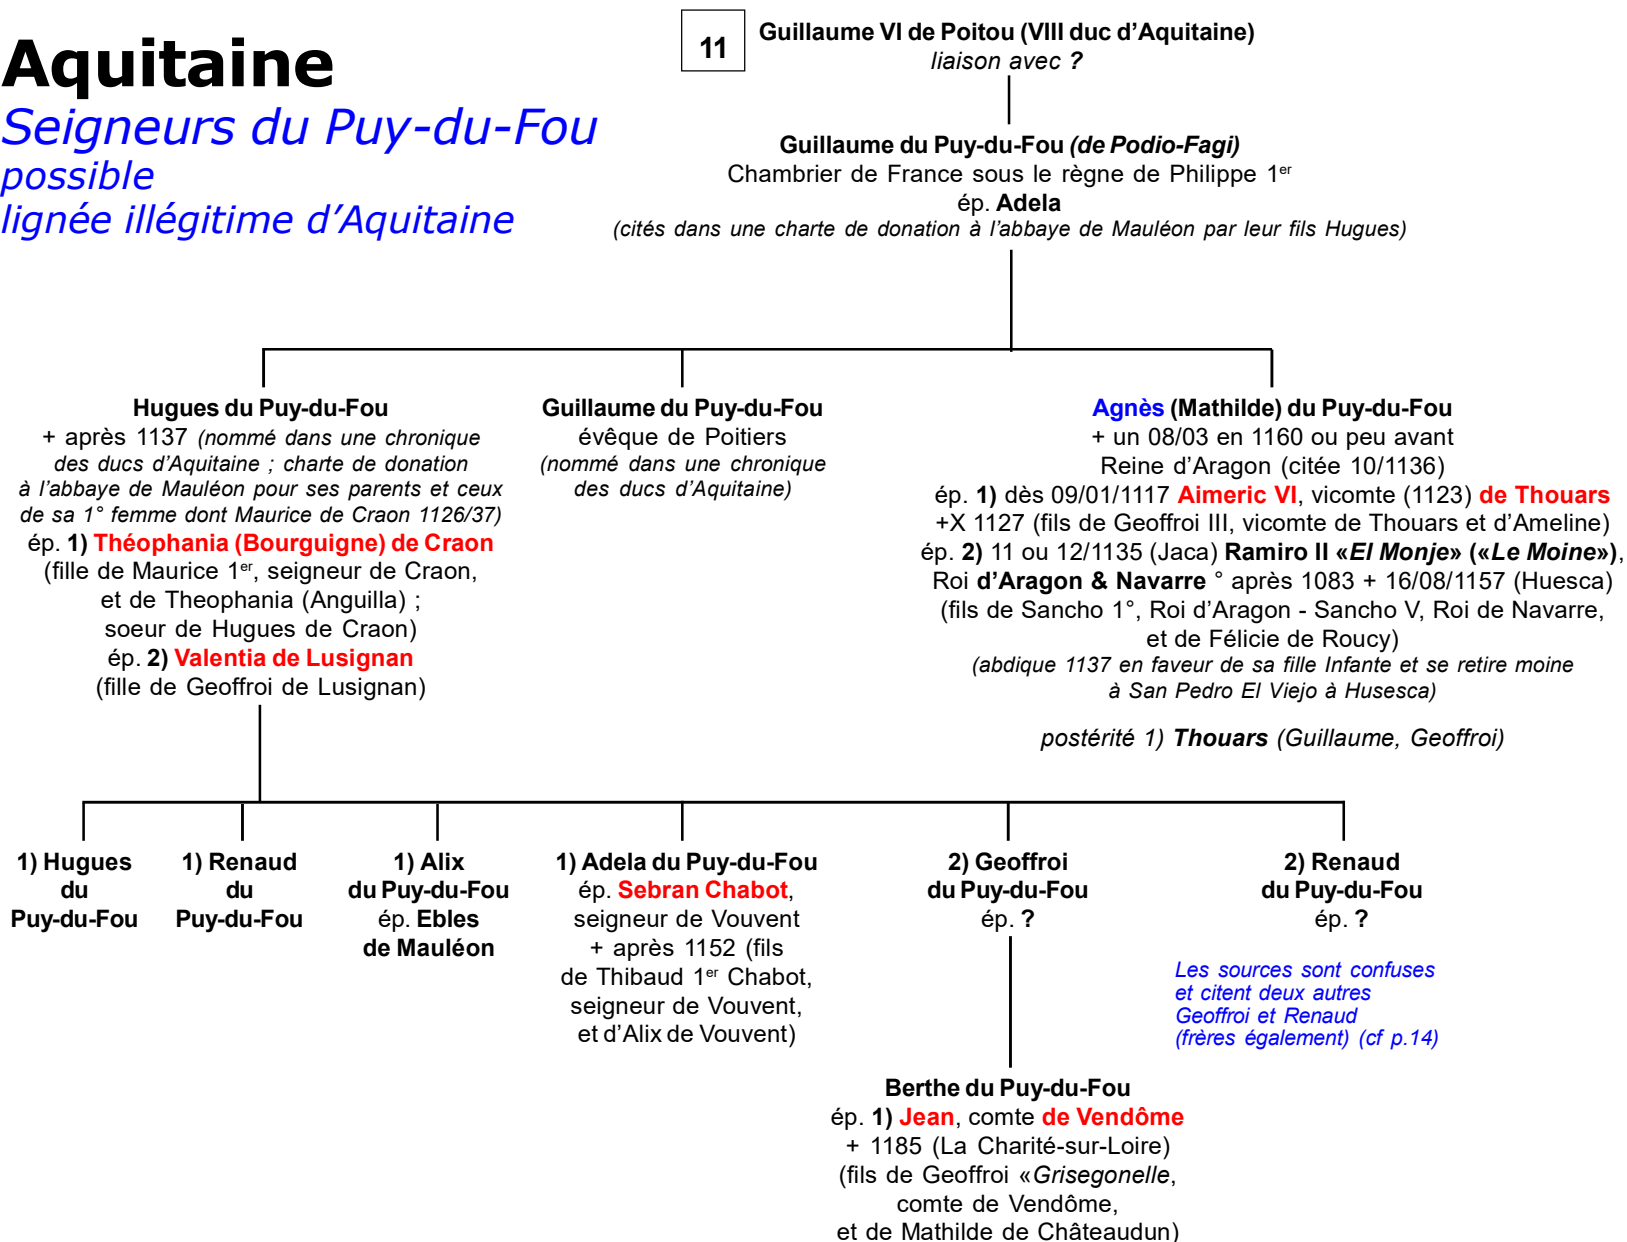 Aquitaine
Seigneurs du Puy-du-Fou
possible
lignée illégitime d’Aquitaine
11
Guillaume VI de Poitou (VIII duc d’Aquitaine)
liaison avec ?
Guillaume du Puy-du-Fou (de Podio-Fagi)
Chambrier de France sous le règne de Philippe 1er
ép. Adela
(cités dans une charte de donation à l’abbaye de Mauléon par leur fils Hugues)
Hugues du Puy-du-Fou
+ après 1137 (nommé dans une chronique
des ducs d’Aquitaine ; charte de donation
à l’abbaye de Mauléon pour ses parents et ceux
de sa 1° femme dont Maurice de Craon 1126/37)
ép. 1) Théophania (Bourguigne) de Craon
(fille de Maurice 1er, seigneur de Craon,
et de Theophania (Anguilla) ;
soeur de Hugues de Craon)
ép. 2) Valentia de Lusignan
(fille de Geoffroi de Lusignan)
Guillaume du Puy-du-Fou
évêque de Poitiers
(nommé dans une chronique
des ducs d’Aquitaine)
Agnès (Mathilde) du Puy-du-Fou
+ un 08/03 en 1160 ou peu avant
Reine d’Aragon (citée 10/1136)
ép. 1) dès 09/01/1117 Aimeric VI, vicomte (1123) de Thouars
+X 1127 (fils de Geoffroi III, vicomte de Thouars et d’Ameline)
ép. 2) 11 ou 12/1135 (Jaca) Ramiro II «El Monje» («Le Moine»),
Roi d’Aragon & Navarre ° après 1083 + 16/08/1157 (Huesca)
(fils de Sancho 1°, Roi d’Aragon - Sancho V, Roi de Navarre,
et de Félicie de Roucy)
(abdique 1137 en faveur de sa fille Infante et se retire moine
à San Pedro El Viejo à Husesca)
postérité 1) Thouars (Guillaume, Geoffroi)
1) Hugues
du
Puy-du-Fou
1) Renaud
du
Puy-du-Fou
1) Alix
du Puy-du-Fou
ép. Ebles
de Mauléon
1) Adela du Puy-du-Fou
ép. Sebran Chabot,
seigneur de Vouvent
+ après 1152 (fils
de Thibaud 1er Chabot,
seigneur de Vouvent,
et d’Alix de Vouvent)
2) Geoffroi
du Puy-du-Fou
ép. ?
2) Renaud
du Puy-du-Fou
ép. ?
Les sources sont confuses
et citent deux autres
Geoffroi et Renaud
(frères également) (cf p.14)
Berthe du Puy-du-Fou
ép. 1) Jean, comte de Vendôme
+ 1185 (La Charité-sur-Loire)
(fils de Geoffroi «Grisegonelle,
comte de Vendôme,
et de Mathilde de Châteaudun)